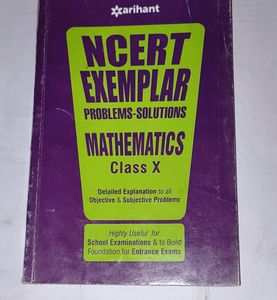 arihant
NCERT
EXEMPLAR
PROBLEMS-SOLUTIONS
MATHEMATICS
Class X
Detailed Explanation to all
Objective & Subjective Problems
Highly Useful for
School Examinations & to Build
Foundation for Entrance Exams